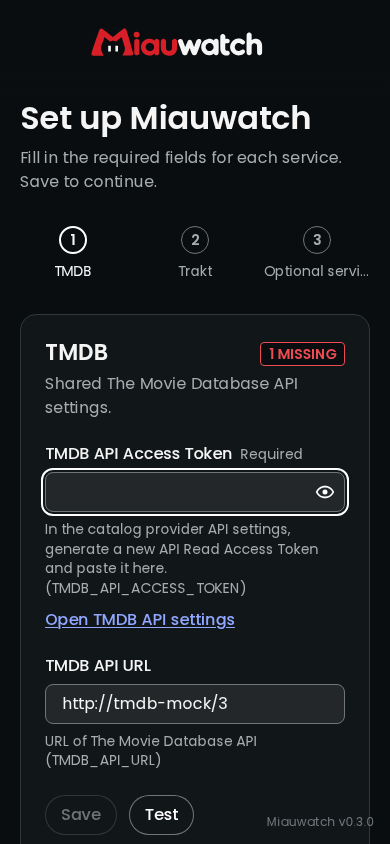 Miauwatch
Set up Miauwatch
Fill in the required fields for each service.
Save to continue.
1
2
3
TMDB
Trakt
Optional servi...
TMDB
1 MISSING
Shared The Movie Database API
settings.
TMDB API Access Token Required
In the catalog provider API settings,
generate a new API Read Access Token
and paste it here.
(TMDB_API_ACCESS_TOKEN)
Open TMDB API settings
TMDB API URL
http://tmdb-mock/3
URL of The Movie Database API
(TMDB_API_URL)
Save
Test
Miauwatch v0.3.0